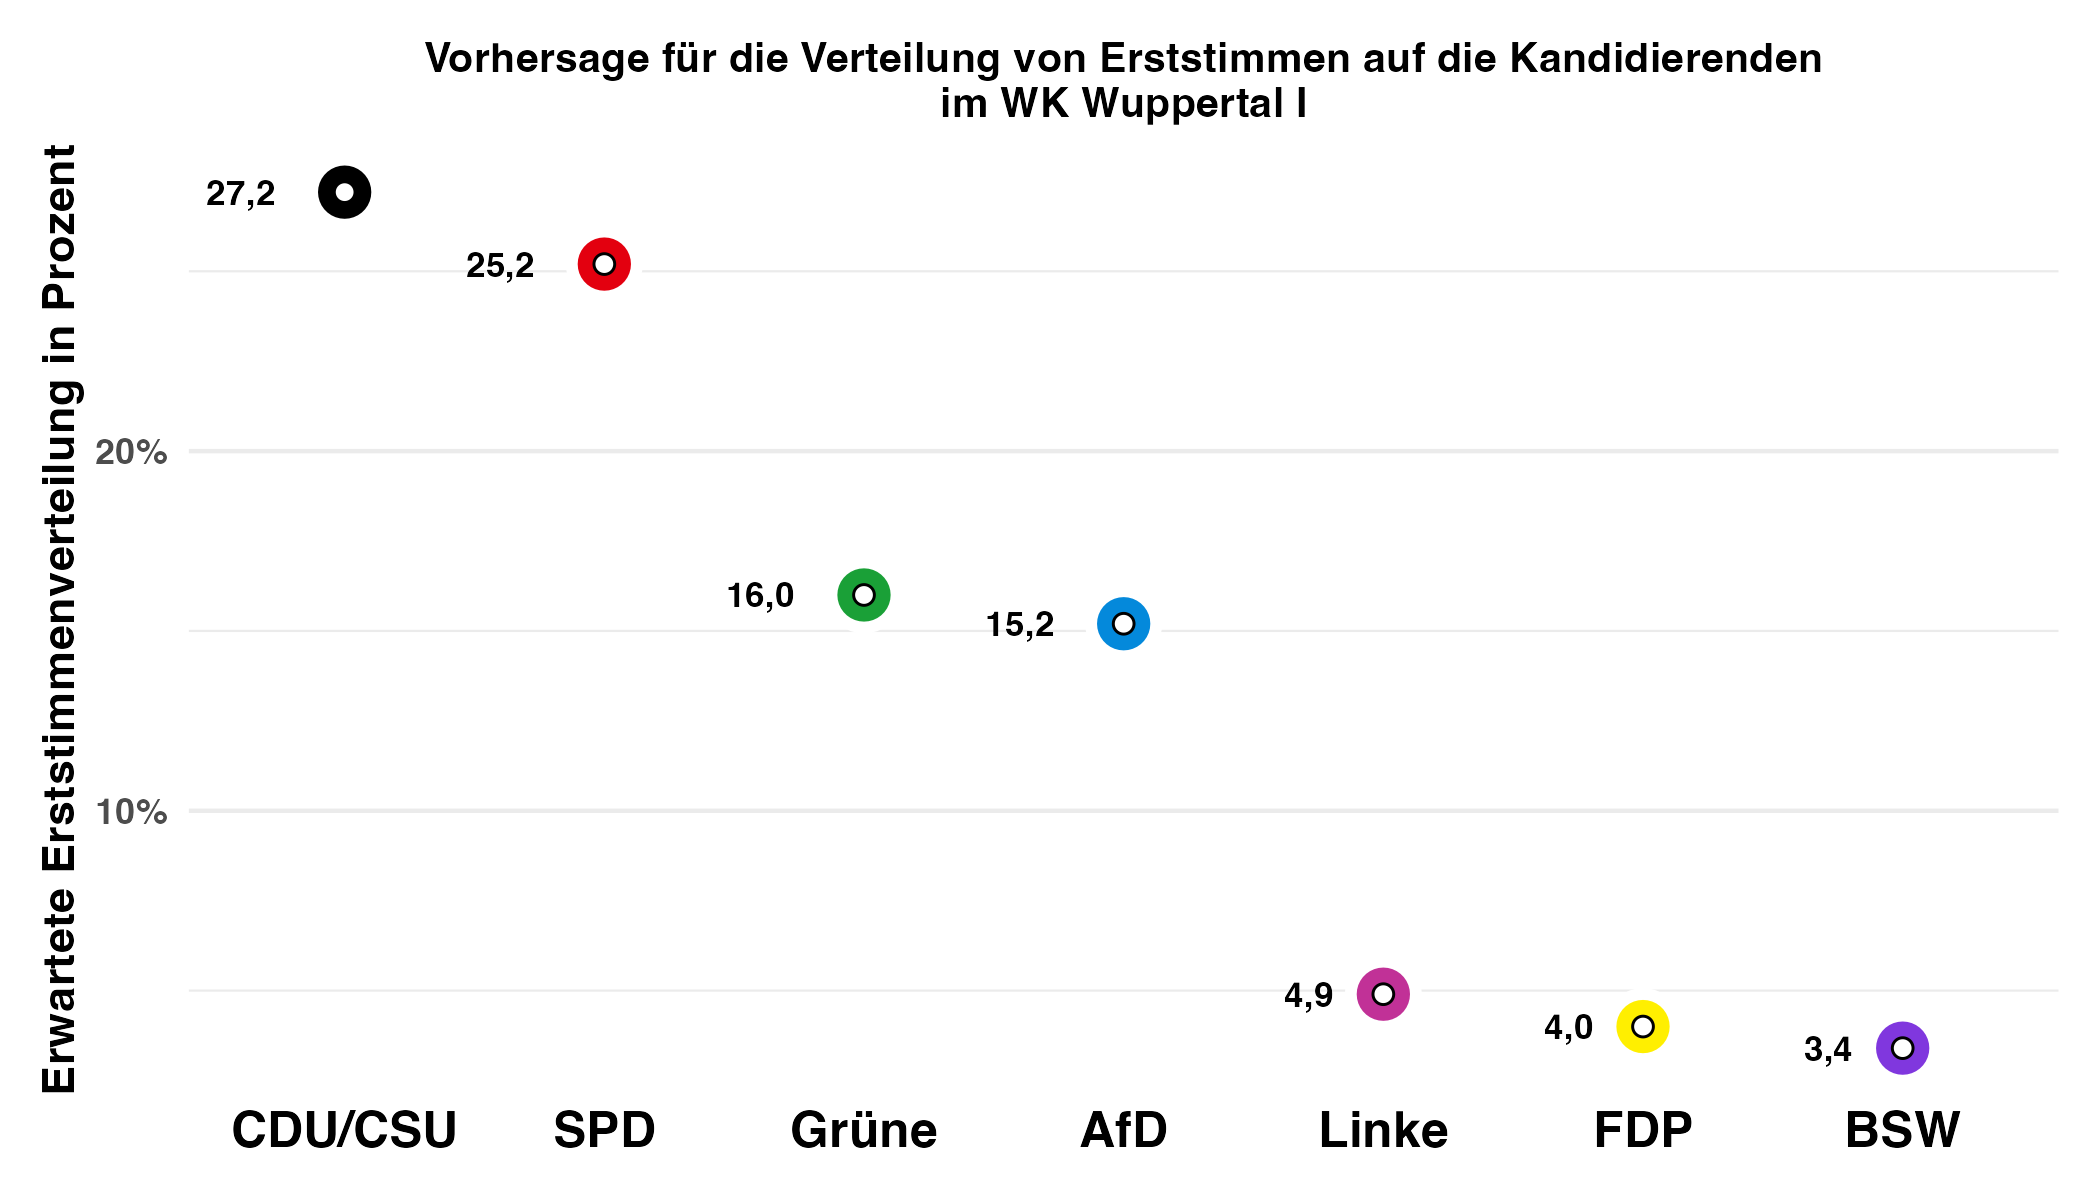 Vorhersage für die Verteilung von Erststimmen auf die Kandidierenden
im WK Wuppertal I
Erwartete Erststimmenverteilung in Prozent
27,2
25,2
20%
16,0
15,2
10%
4,9
4,0
3,4
CDU/CSU SPD Grüne AfD Linke FDP BSW